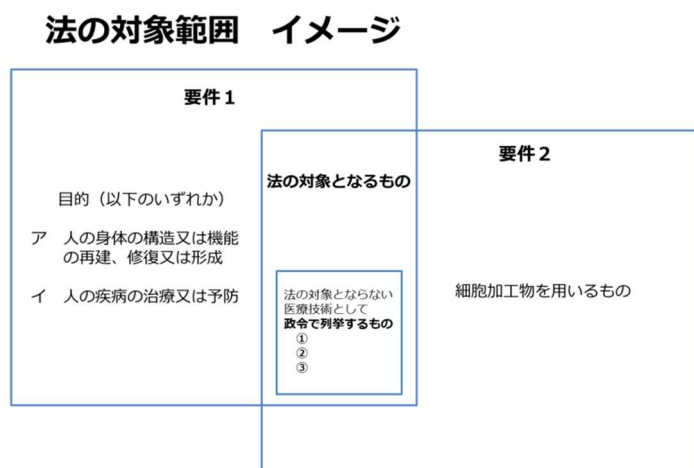 法の対象範囲　イメージ
要件１
要件２
法の対象となるもの
目的（以下のいずれか）
ア　人の身体の構造又は機能
の再建、修復又は形成
イ　人の疾病の治療又は予防
法の対象とならない
医療技術として
政令で列挙するもの
①
②
③
細胞加工物を用いるもの